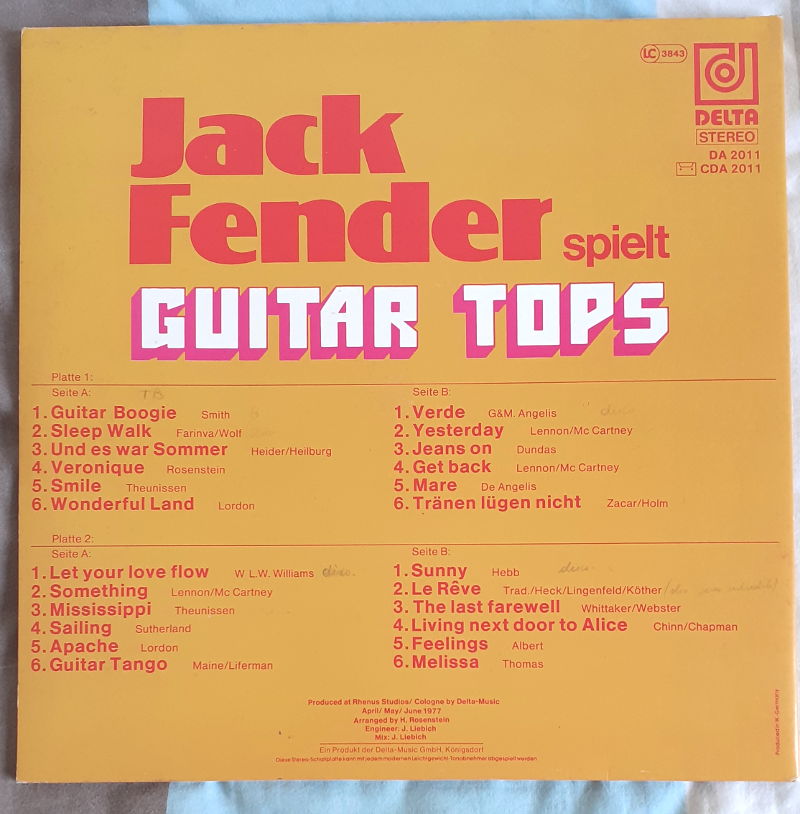 LC 3843
DELTA
STEREO
DA 2011
CDA 2011
Jack
Fender spielt
GUITAR TOPS
Platte 1:
Seite A:
TB
1. Guitar Boogie Smith
2. Sleep Walk Farinva/Wolf
3. Und es war Sommer Heider/Heilburg
4. Veronique Rosenstein
5. Smile Theunissen
6. Wonderful Land Lordon
Seite B:
1. Verde G&M. Angelis disco
2. Yesterday Lennon/Mc Cartney
3. Jeans on Dundas
4. Get back Lennon/Mc Cartney
5. Mare De Angelis
6. Tränen lügen nicht Zacar/Holm
Platte 2:
Seite A:
1. Let your love flow W L.W. Williams disco.
2. Something Lennon/Mc Cartney
3. Mississippi Theunissen
4. Sailing Sutherland
5. Apache Lordon
6. Guitar Tango Maine/Liferman
Seite B:
1. Sunny Hebb disco
2. Le Rêve Trad./Heck/Lingenfeld/Köther
3. The last farewell Whittaker/Webster
4. Living next door to Alice Chinn/Chapman
5. Feelings Albert
6. Melissa Thomas
Produced at Rhenus Studios/ Cologne by Delta-Music
April/ May/ June 1977
Arranged by H. Rosenstein
Engineer: J. Liebich
Mix: J. Liebich
Ein Produkt der Delta-Music GmbH, Königsdorf
Diese Stereo-Schallplatte kann mit jedem modernen Leichtgewicht-Tonabnehmer abgespielt werden
Produced in W.-Germany